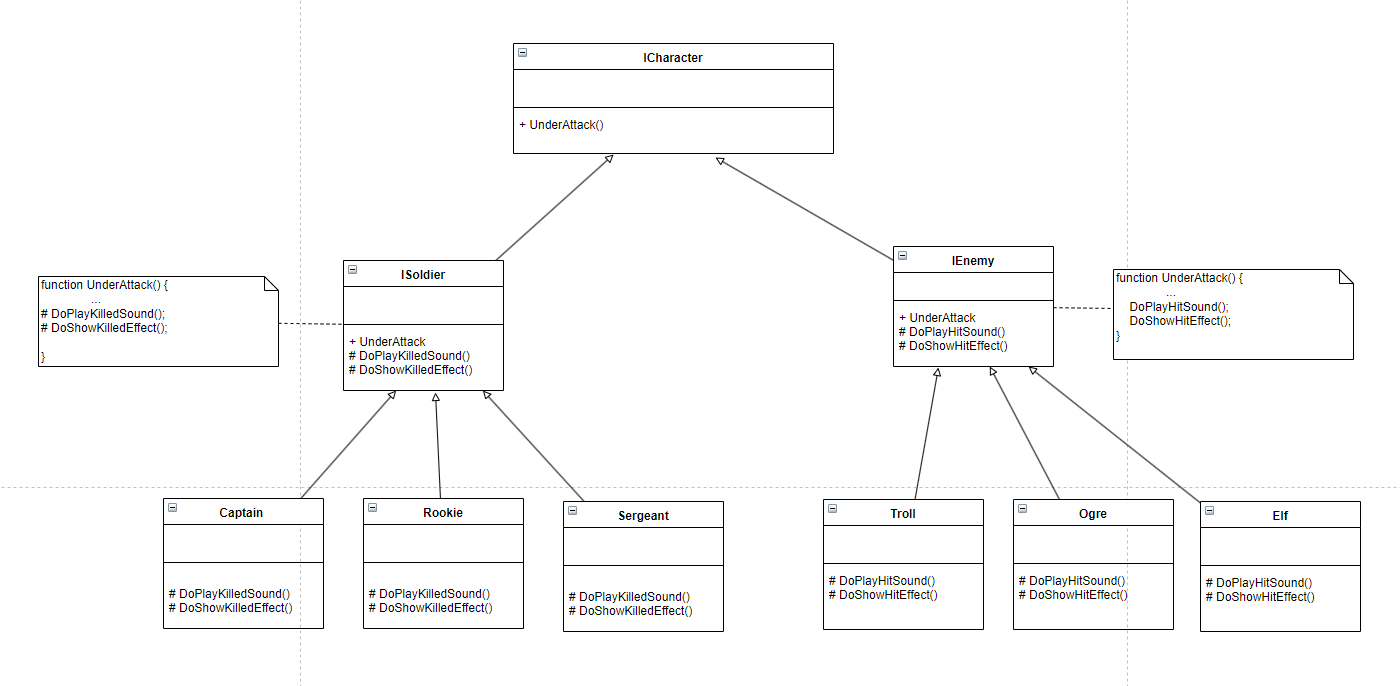 ICharacter
+ UnderAttack()
ISoldier
+ UnderAttack
# DoPlayKilledSound()
# DoShowKilledEffect()
function UnderAttack() {
...
# DoPlayKilledSound();
# DoShowKilledEffect();
}
IEnemy
+ UnderAttack
# DoPlayHitSound()
# DoShowHitEffect()
function UnderAttack() {
...
DoPlayHitSound();
DoShowHitEffect();
}
Captain
# DoPlayKilledSound()
# DoShowKilledEffect()
Rookie
# DoPlayKilledSound()
# DoShowKilledEffect()
Sergeant
# DoPlayKilledSound()
# DoShowKilledEffect()
Troll
# DoPlayHitSound()
# DoShowHitEffect()
Ogre
# DoPlayHitSound()
# DoShowHitEffect()
Elf
# DoPlayHitSound()
# DoShowHitEffect()